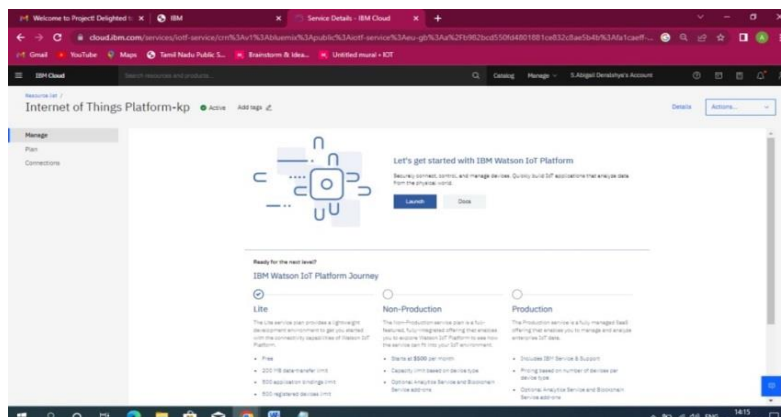 Welcome to Project! Delighted t
IBM
Service Details - IBM Cloud
cloud.ibm.com/services/iotf-service/crn%3Av1%3Abluemix%3Apublic%3Aiotf-service%3Aeu-gb%3Aa%2F
Gmail
YouTube
Maps
Tamil Nadu Public S...
Brainstorm & Idea...
Untitled mural • IOT
IBM Cloud
Search resources and products...
Catalog
Manage
S.Abigail Denabhya's Account
Resource list /
Internet of Things Platform-kp
Active
Add tags
Details
Actions...
Manage
Plan
Connections
Let's get started with IBM Watson IoT Platform
Securely connect, control, and manage devices. Quickly build IoT applications that analyze data
from the physical world.
Launch
Docs
Ready for the next level?
IBM Watson IoT Platform Journey
Lite
The Lite service plan provides a lightweight
development environment to get you started
with the connectivity capabilities of Watson IoT
Platform.
• Free
• 200 MB data-transfer limit
• 500 application bindings limit
• 500 registered devices limit
Non-Production
The Non-Production service plan is a full-
featured, fully-integrated offering that enables
you to explore Watson IoT Platform to see how
the service can fit into your IoT environment.
• Starts at $500 per month
• Capacity limit based on device type
• Optional Analytics Service and Blockchain
Service add-ons
Production
The Production service is a fully managed SaaS
offering that enables you to manage and analyze
enterprise IoT data.
• Includes IBM Service & Support
• Pricing based on number of devices per
device type.
• Optional Analytics Service and Blockchain
Service add-ons
ENG
14:15